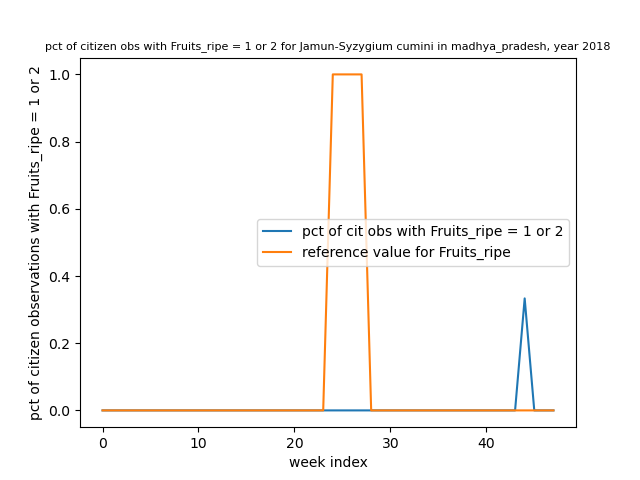 pct of citizen obs with Fruits_ripe = 1 or 2 for Jamun-Syzygium cumini in madhya_pradesh, year 2018
pct of citizen observations with Fruits_ripe = 1 or 2
1.0
0.8
0.6
0.4
0.2
0.0
pct of cit obs with Fruits_ripe = 1 or 2
reference value for Fruits_ripe
0 10 20 30 40
week index